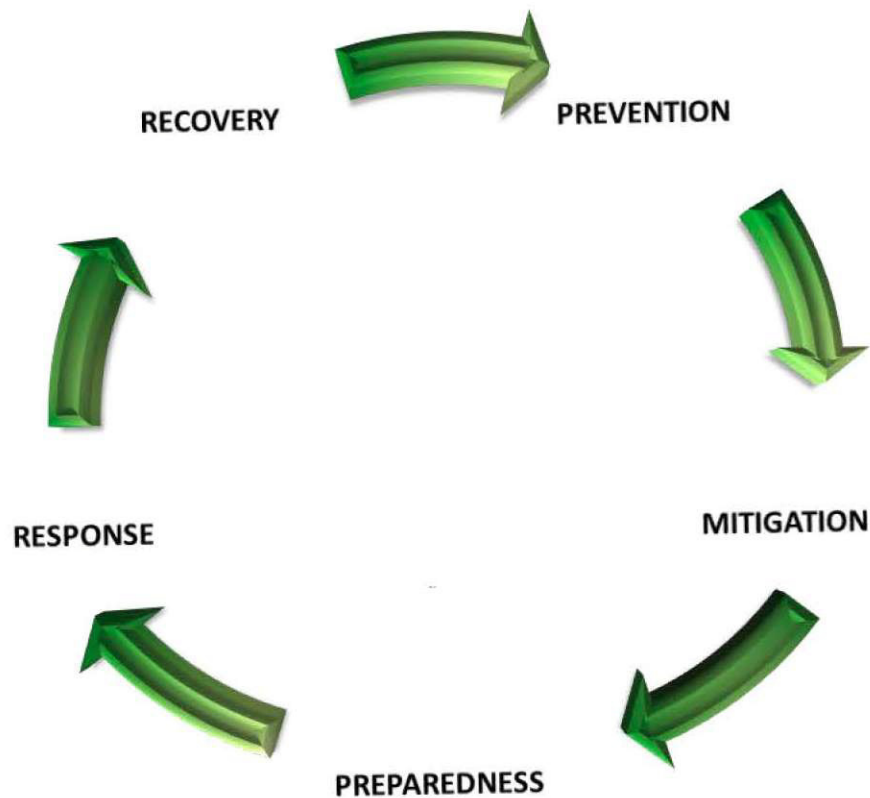 RECOVERY
PREVENTION
RESPONSE
MITIGATION
PREPAREDNESS